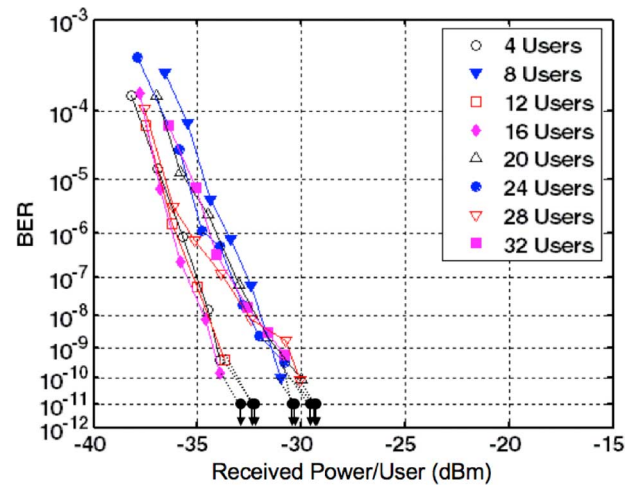 10-3
10-4
10-5
10-6
10-7
10-8
10-9
10-10
10-11
10-12
BER
4 Users
8 Users
12 Users
16 Users
20 Users
24 Users
28 Users
32 Users
-40 -35 -30 -25 -20 -15
Received Power/User (dBm)